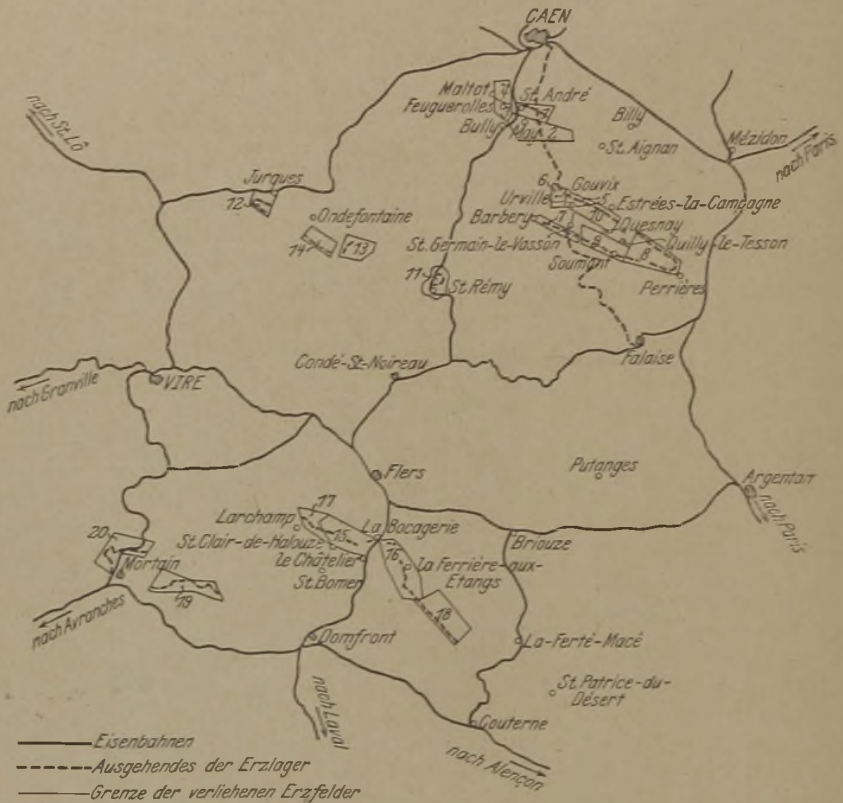 CAEN
Maltot
4
St. André
Feuguerolles
3
1
Billy
Bully
May 2
St. Aignan
Mézidon
nach Paris
nach St. Lô
Jurques
12
6
Gouvix
Urville
5
Estrées-la-Campagne
Barbery
7
10
Quesnay
Ondefontaine
St. Germain-le-Vasson
9
8
Quilly-le-Tesson
14
13
Soumont
11
St. Rémy
Perrières
Falaise
Condé-St-Noireau
nach Granville
VIRE
Flers
Putanges
Argentan
nach Paris
17
Larchamp
15
La Bocagerie
Briouze
20
St. Clair-de-Halouze
16
la Ferrière-aux-
Etangs
le Châtelier
Mortain
St. Bomer
19
18
nach Avranches
Domfront
La-Ferté-Macé
nach Laval
St. Patrice-du-
Désert
Couterne
nach Alençon
Eisenbahnen
Ausgehendes der Erzlager
Grenze der verliehenen Erzfelder